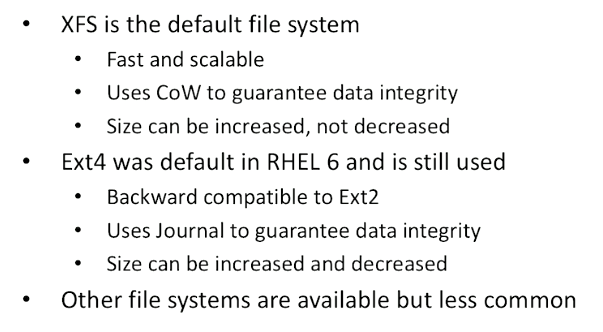 • XFS is the default file system
• Fast and scalable
• Uses CoW to guarantee data integrity
• Size can be increased, not decreased
• Ext4 was default in RHEL 6 and is still used
• Backward compatible to Ext2
• Uses Journal to guarantee data integrity
• Size can be increased and decreased
• Other file systems are available but less common